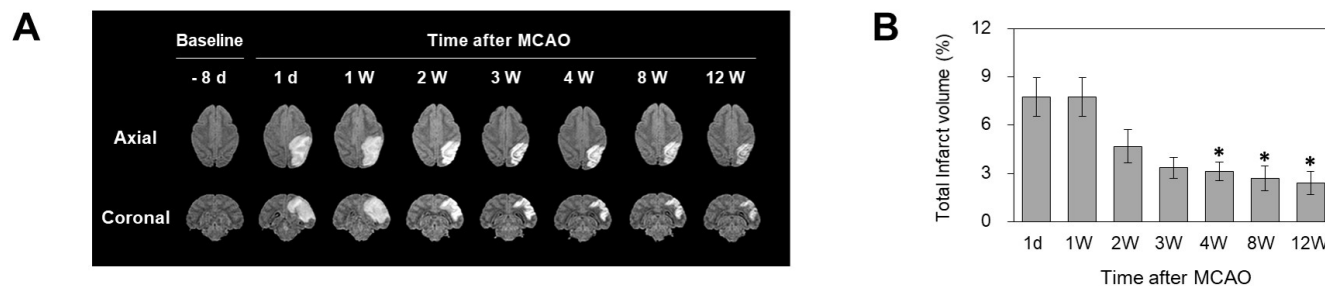 A
Baseline Time after MCAO
- 8 d 1 d 1 W 2 W 3 W 4 W 8 W 12 W
Axial
Coronal
B
Total Infarct volume (%)
12
9
6
3
0
* * *
1d 1W 2W 3W 4W 8W 12W
Time after MCAO